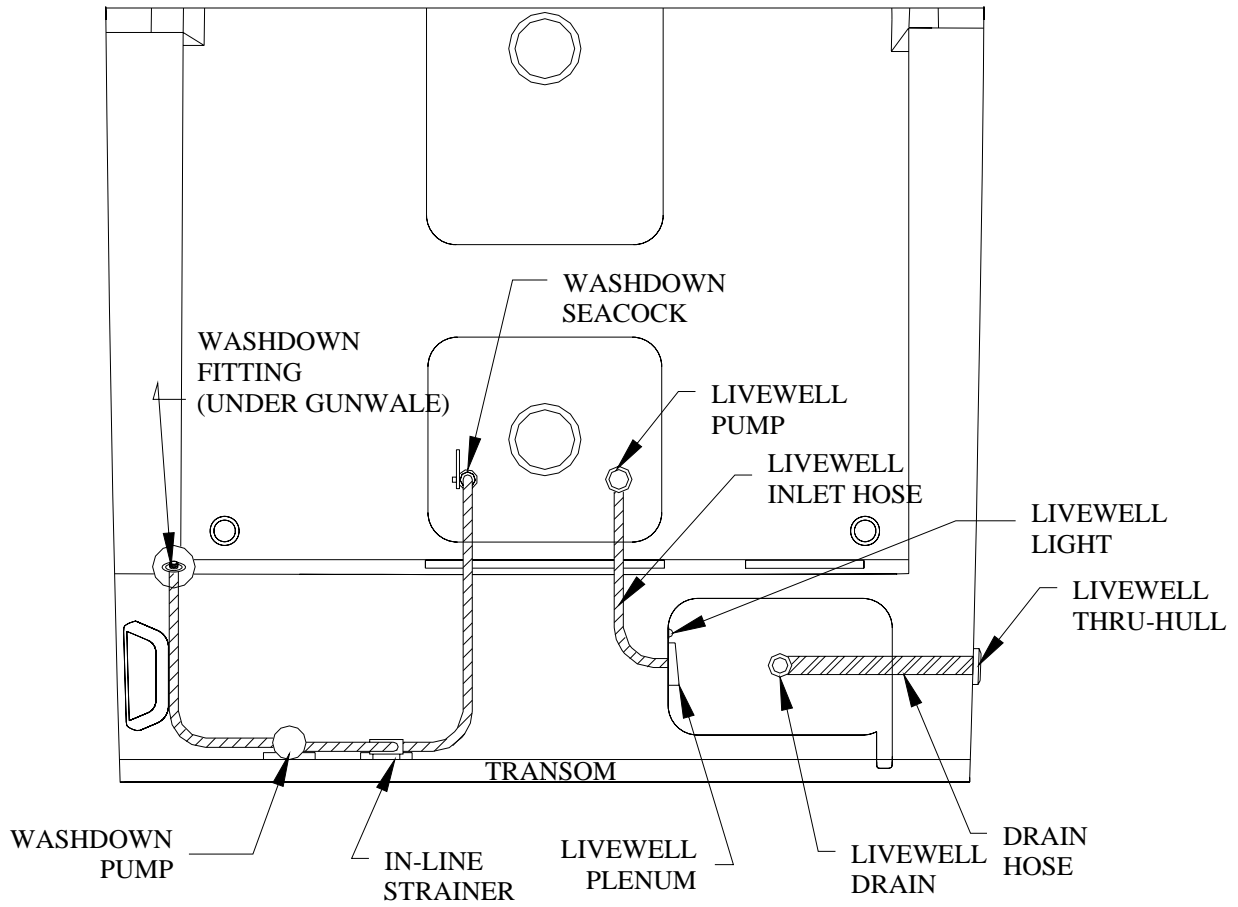 WASHDOWN
SEACOCK
WASHDOWN
FITTING
(UNDER GUNWALE)
LIVEWELL
PUMP
LIVEWELL
INLET HOSE
LIVEWELL
LIGHT
LIVEWELL
THRU-HULL
TRANSOM
WASHDOWN
PUMP
IN-LINE
STRAINER
LIVEWELL
PLENUM
LIVEWELL
DRAIN
DRAIN
HOSE